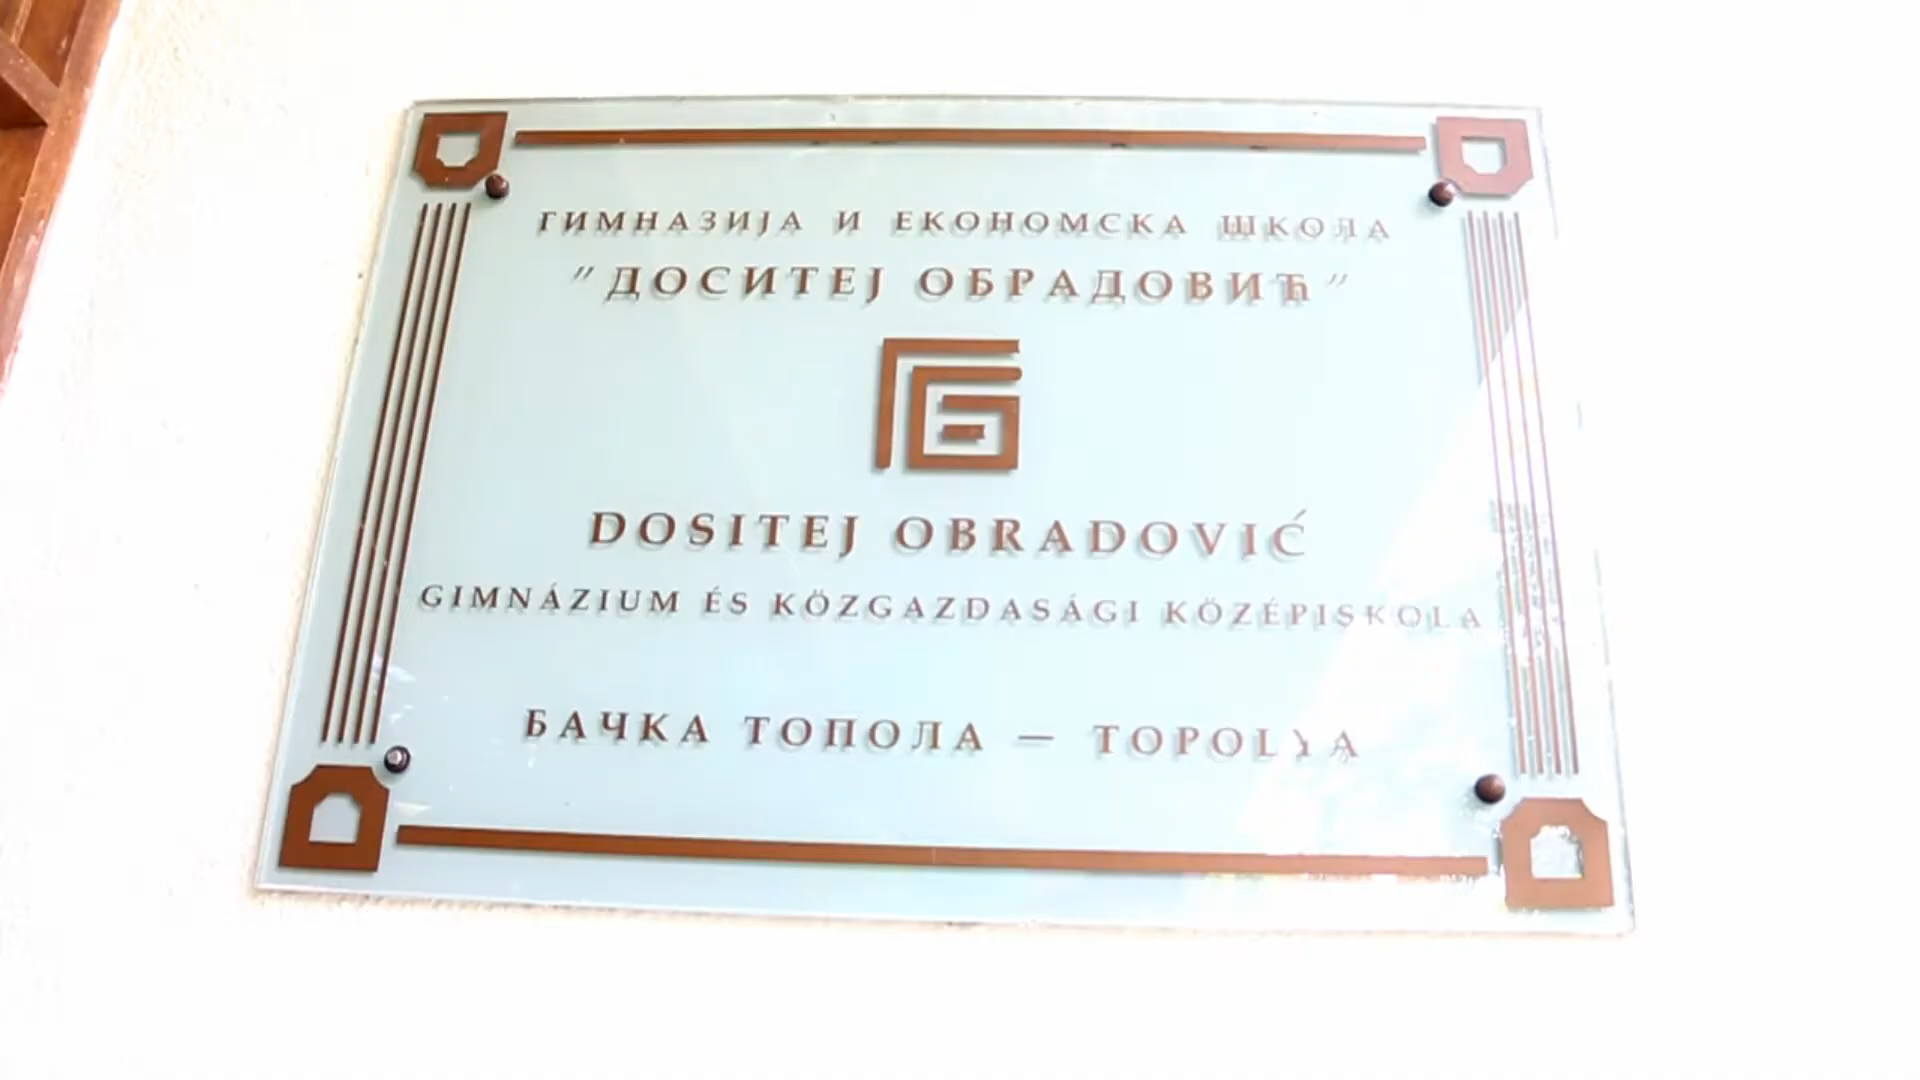 ГИМНАЗИЈА И ЕКОНОМСКА ШКОЛА
"ДОСИТЕЈ ОБРАДОВИЋ"
DOSITEJ OBRADOVIĆ
GIMNÁZIUM ÉS KÖZGAZDASÁGI KÖZÉPISKOLA
БАЧКА ТОПОЛА — TOPOLYA